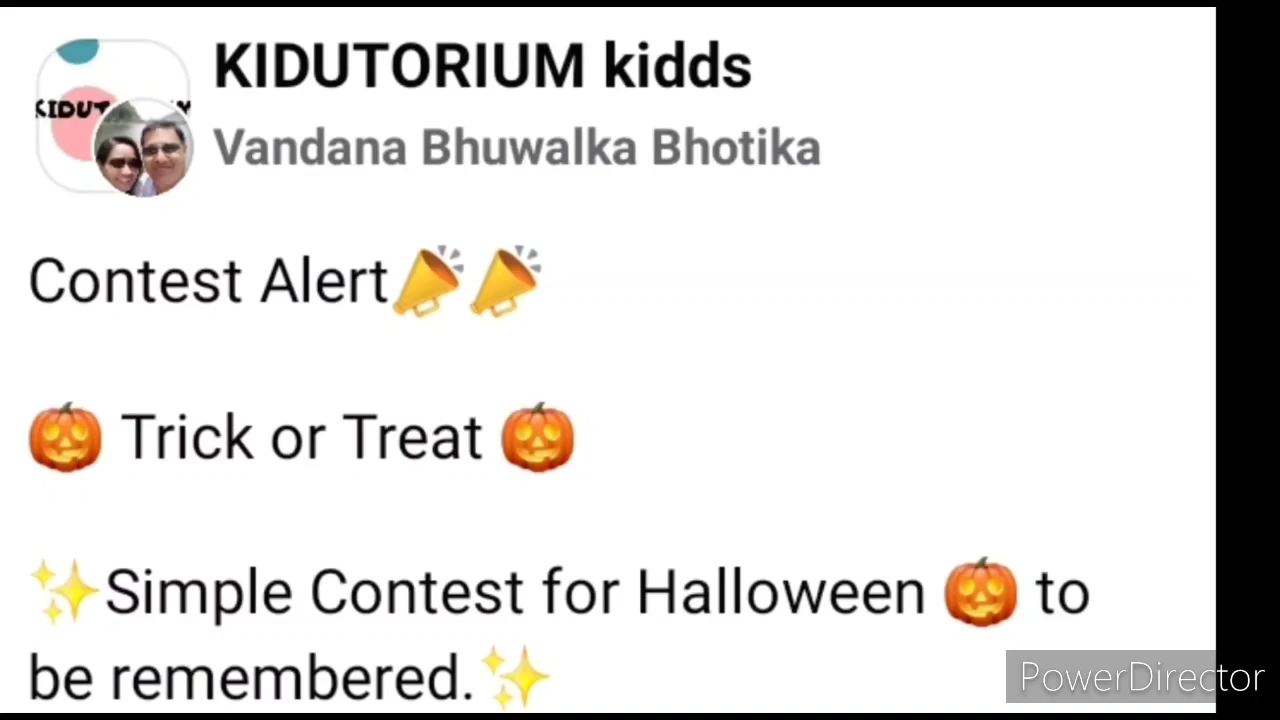 KIDUTORIUM kidds
Vandana Bhuwalka Bhotika
Contest Alert📣📣
🎃 Trick or Treat 🎃
✨Simple Contest for Halloween 🎃 to
be remembered.✨
PowerDirector